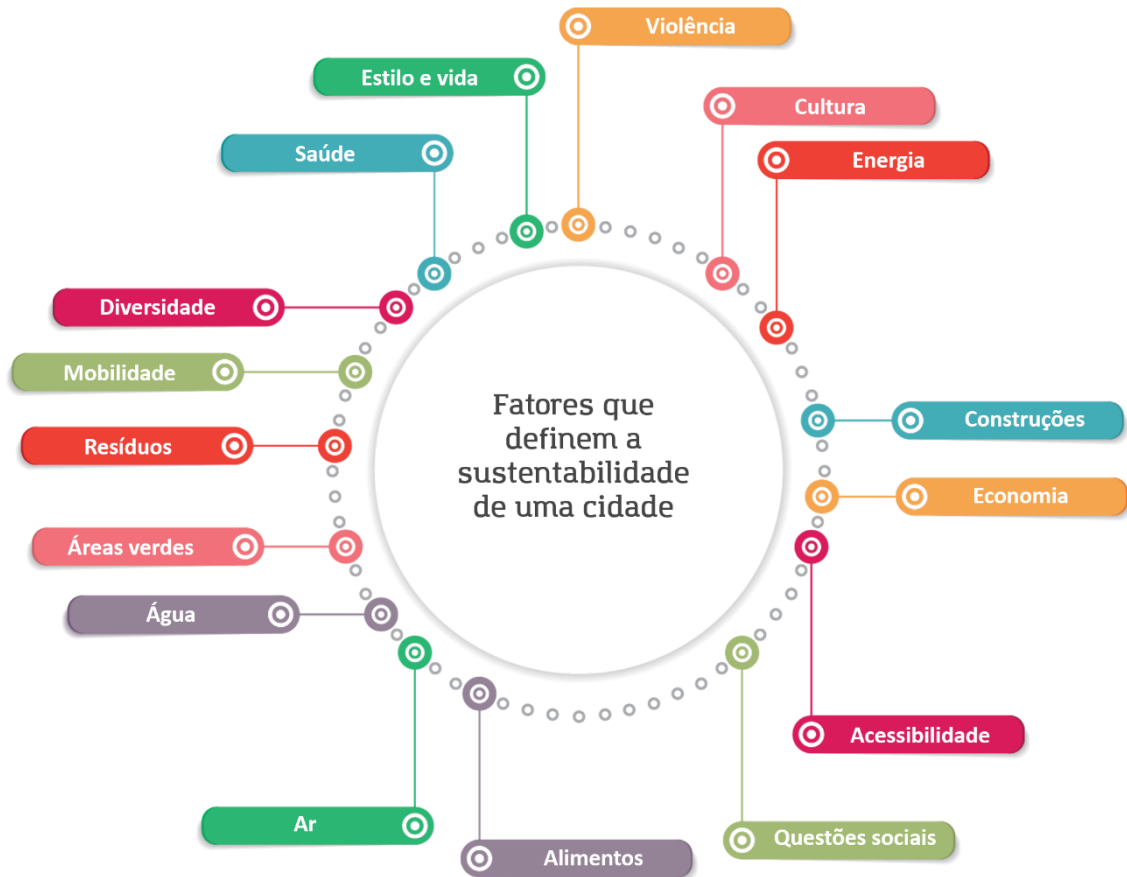 Violência
Estilo e vida
Cultura
Saúde
Energia
Diversidade
Mobilidade
Fatores que
definem a
sustentabilidade
de uma cidade
Construções
Resíduos
Economia
Áreas verdes
Água
Acessibilidade
Ar
Questões sociais
Alimentos